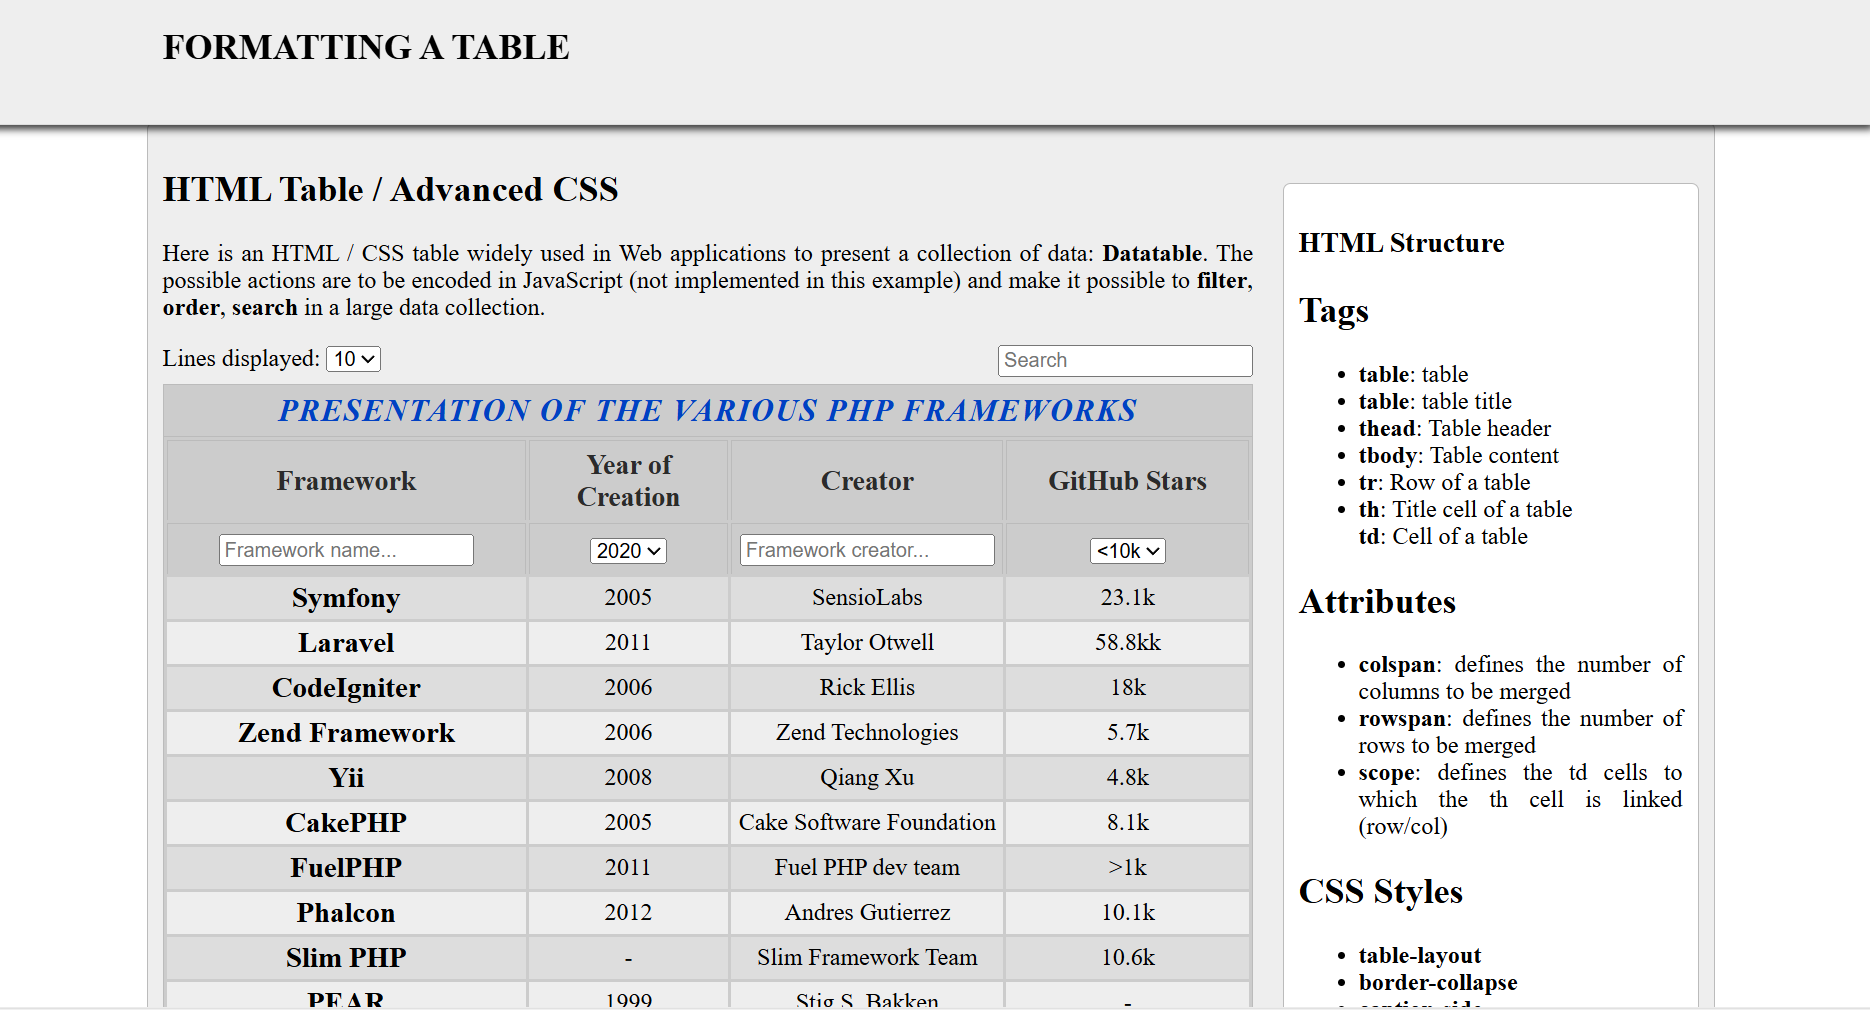 FORMATTING A TABLE
HTML Table / Advanced CSS
Here is an HTML / CSS table widely used in Web applications to present a collection of data: Datatable. The
possible actions are to be encoded in JavaScript (not implemented in this example) and make it possible to filter,
order, search in a large data collection.
Lines displayed: 10 Search
PRESENTATION OF THE VARIOUS PHP FRAMEWORKS
Framework Year of Creation Creator GitHub Stars
Framework name... 2020 Framework creator... <10k
Symfony 2005 SensioLabs 23.1k
Laravel 2011 Taylor Otwell 58.8kk
CodeIgniter 2006 Rick Ellis 18k
Zend Framework 2006 Zend Technologies 5.7k
Yii 2008 Qiang Xu 4.8k
CakePHP 2005 Cake Software Foundation 8.1k
FuelPHP 2011 Fuel PHP dev team >1k
Phalcon 2012 Andres Gutierrez 10.1k
Slim PHP - Slim Framework Team 10.6k
PEAR 1999 Stig S. Bakken -
HTML Structure
Tags
• table: table
• table: table title
• thead: Table header
• tbody: Table content
• tr: Row of a table
• th: Title cell of a table
td: Cell of a table
Attributes
• colspan: defines the number of
columns to be merged
• rowspan: defines the number of
rows to be merged
• scope: defines the td cells to
which the th cell is linked
(row/col)
CSS Styles
• table-layout
• border-collapse